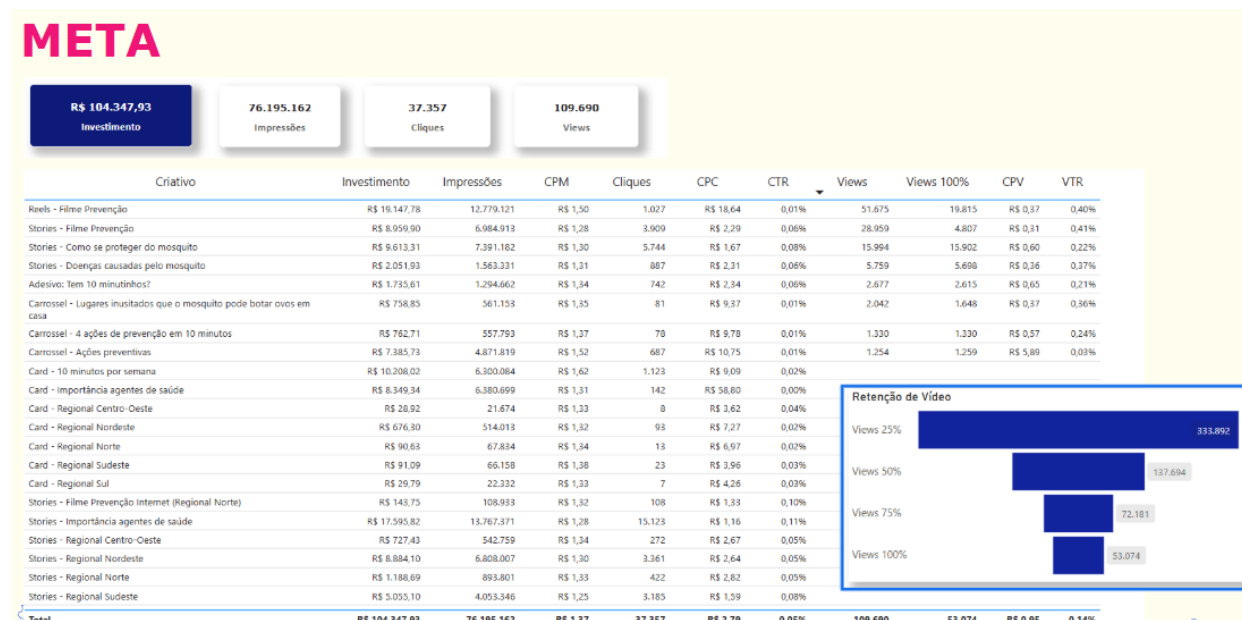 META
R$ 104.347,93 76.195.162 37.357 109.690
Investimento Impressões Cliques Views
Criativo Investimento Impressões CPM Cliques CPC CTR Views Views 100% CPV VTR
Reels - Filme Prevenção R$ 19.147,78 12.779.121 R$ 1,50 1.027 R$ 18,64 0,01% 51.675 19.815 R$ 0,37 0,40%
Stories - Filme Prevenção R$ 8.959,90 6.984.913 R$ 1,28 3.909 R$ 2,29 0,06% 28.959 4.807 R$ 0,31 0,41%
Stories - Como se proteger do mosquito R$ 9.613,31 7.391.182 R$ 1,30 5.744 R$ 1,67 0,08% 15.994 15.902 R$ 0,60 0,22%
Stories - Doenças causadas pelo mosquito R$ 2.051,93 1.563.331 R$ 1,31 887 R$ 2,31 0,06% 5.759 5.698 R$ 0,36 0,37%
Adesivo: Tem 10 minutinhos? R$ 1.735,61 1.294.662 R$ 1,34 742 R$ 2,34 0,06% 2.677 2.615 R$ 0,65 0,21%
Carrossel - Lugares inusitados que o mosquito pode botar ovos em R$ 758,85 561.153 R$ 1,35 81 R$ 9,37 0,01% 2.042 1.648 R$ 0,37 0,36%
casa
Carrossel - 4 ações de prevenção em 10 minutos R$ 762,71 557.793 R$ 1,37 78 R$ 9,78 0,01% 1.330 1.330 R$ 0,57 0,24%
Carrossel - Ações preventivas R$ 7.385,73 4.871.819 R$ 1,52 687 R$ 10,75 0,01% 1.254 1.259 R$ 5,89 0,03%
Card - 10 minutos por semana R$ 10.208,02 6.300.084 R$ 1,62 1.123 R$ 9,09 0,02%
Card - Importância agentes de saúde R$ 8.349,34 6.380.699 R$ 1,31 142 R$ 58,80 0,00%
Card - Regional Centro-Oeste R$ 28,92 21.674 R$ 1,33 8 R$ 3,62 0,04%
Card - Regional Nordeste R$ 676,30 514.013 R$ 1,32 93 R$ 7,27 0,02%
Card - Regional Norte R$ 90,63 67.834 R$ 1,34 13 R$ 6,97 0,02%
Card - Regional Sudeste R$ 91,09 66.158 R$ 1,38 23 R$ 3,96 0,03%
Card - Regional Sul R$ 29,79 22.332 R$ 1,33 7 R$ 4,26 0,03%
Stories - Filme Prevenção Internet (Regional Norte) R$ 143,75 108.933 R$ 1,32 108 R$ 1,33 0,10%
Stories - Importância agentes de saúde R$ 17.595,82 13.767.371 R$ 1,28 15.123 R$ 1,16 0,11%
Stories - Regional Centro-Oeste R$ 727,43 542.759 R$ 1,34 272 R$ 2,67 0,05%
Stories - Regional Nordeste R$ 8.884,10 6.808.007 R$ 1,30 3.361 R$ 2,64 0,05%
Stories - Regional Norte R$ 1.188,69 893.801 R$ 1,33 422 R$ 2,82 0,05%
Stories - Regional Sudeste R$ 5.055,10 4.053.346 R$ 1,25 3.185 R$ 1,59 0,08%
Total R$ 104.347,93 76.195.162 R$ 1,37 37.357 R$ 2,79 0,05% 109.690 53.074 R$ 0,95 0,14%
Retenção de Vídeo
Views 25% 333.892
Views 50% 137.694
Views 75% 72.181
Views 100% 53.074